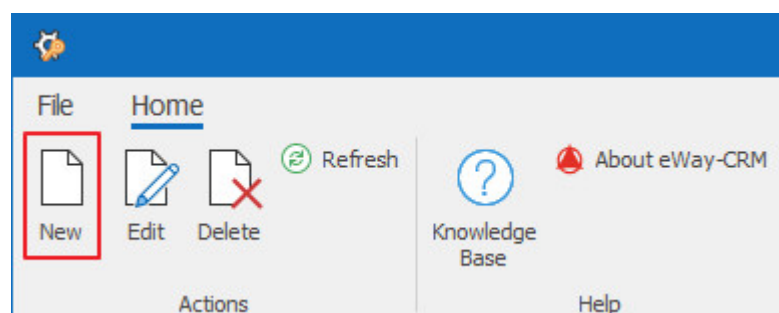 File Home
New Edit Delete Refresh
Actions
Knowledge
Base
About eWay-CRM
Help